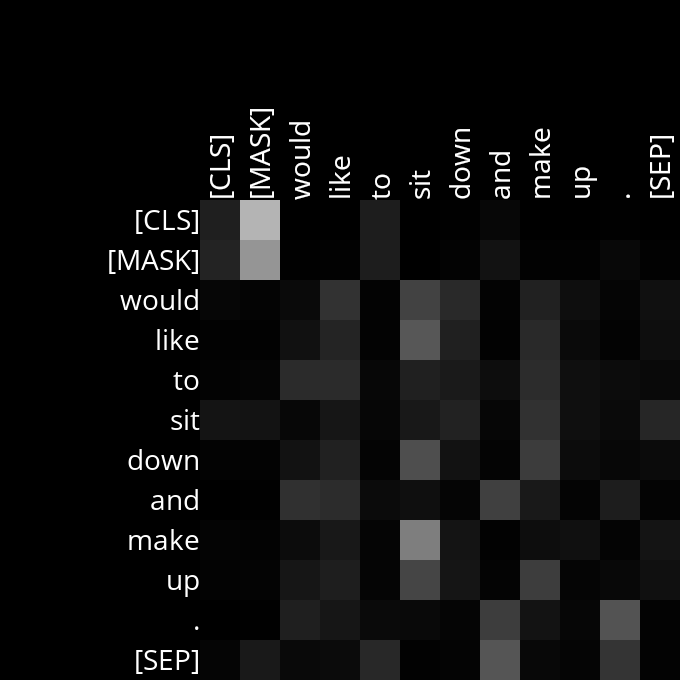 [CLS] [MASK] would like to sit down and make up . [SEP]
[CLS]
[MASK]
would
like
to
sit
down
and
make
up
.
[SEP]